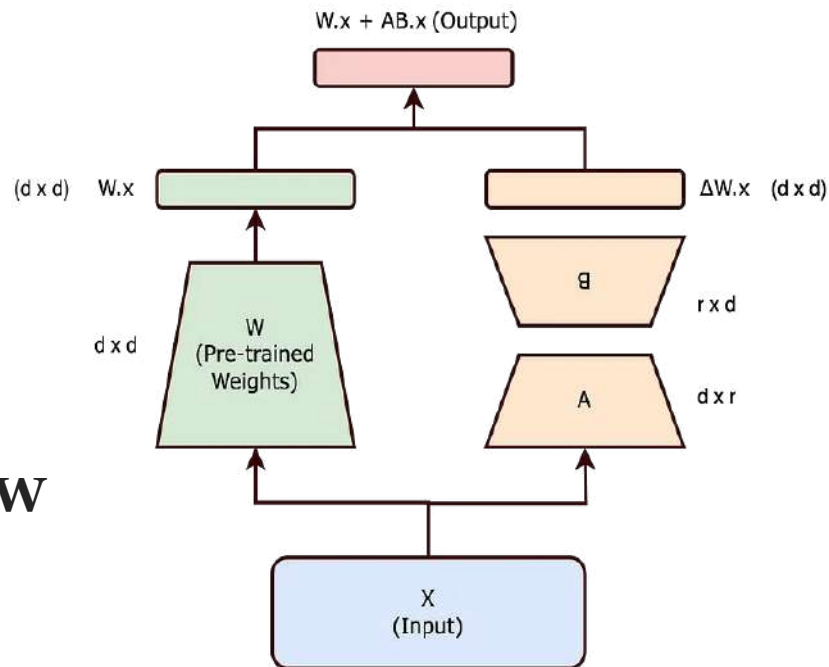 W.x + AB.x (Output)
(d x d) W.x
ΔW.x (d x d)
B
r x d
d x d
W
(Pre-trained
Weights)
A
d x r
w
X
(Input)